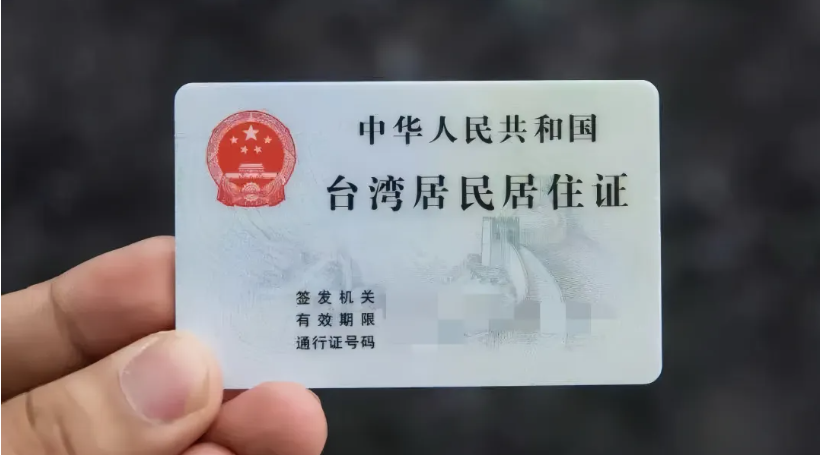 中华人民共和国
台湾居民居住证
签发机关
有效期限
通行证号码